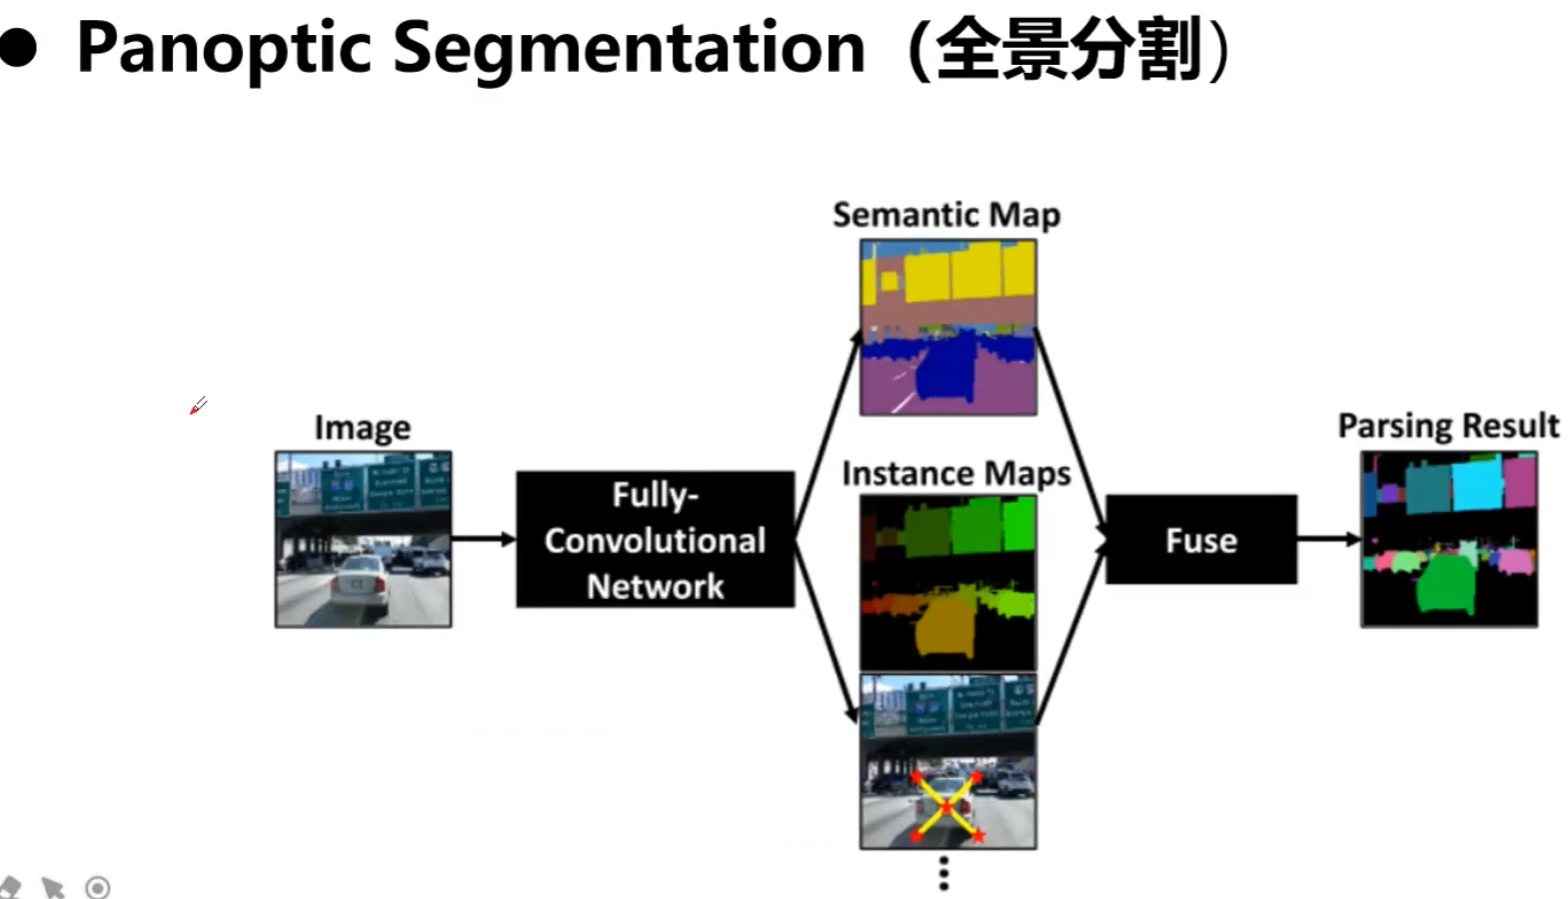 ● Panoptic Segmentation（全景分割）
Semantic Map
Image
Fully-
Convolutional
Network
Instance Maps
Fuse
Parsing Result